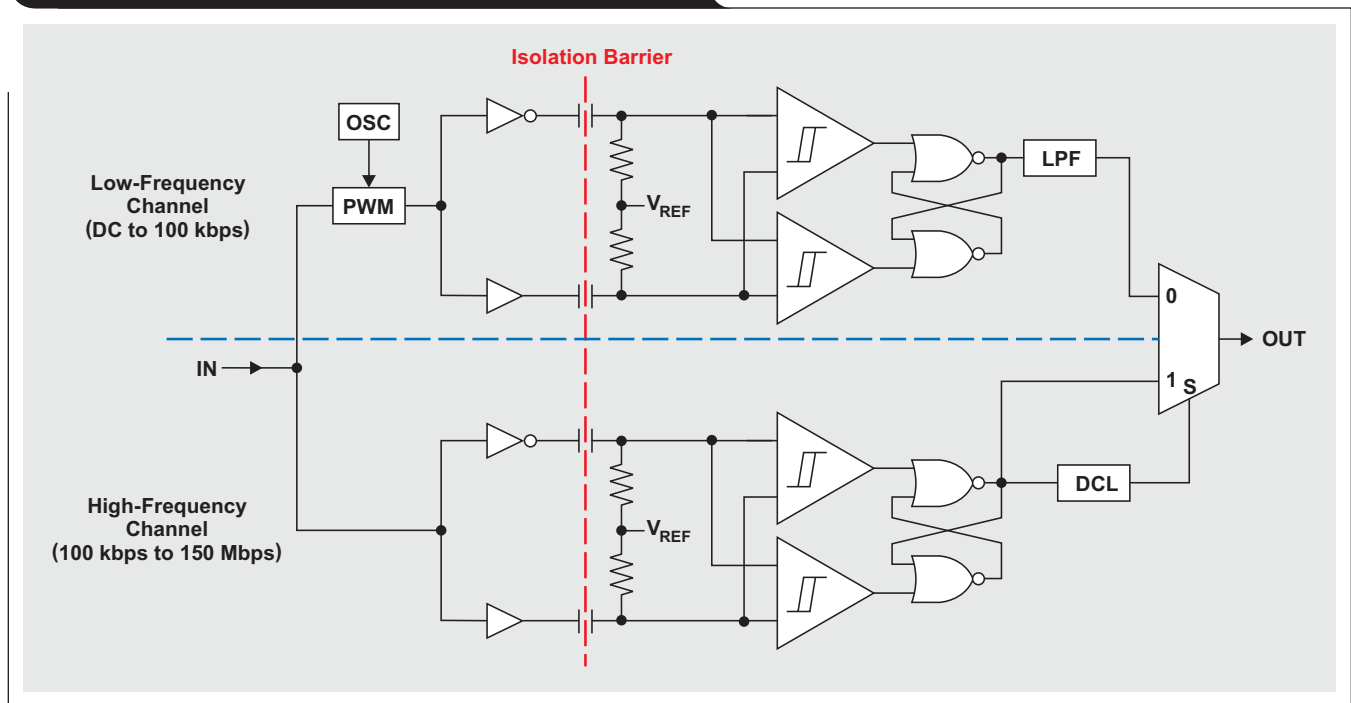 Isolation Barrier
OSC
Low-Frequency
Channel
(DC to 100 kbps)
PWM
VREF
LPF
0
IN
OUT
1
S
High-Frequency
Channel
(100 kbps to 150 Mbps)
VREF
DCL